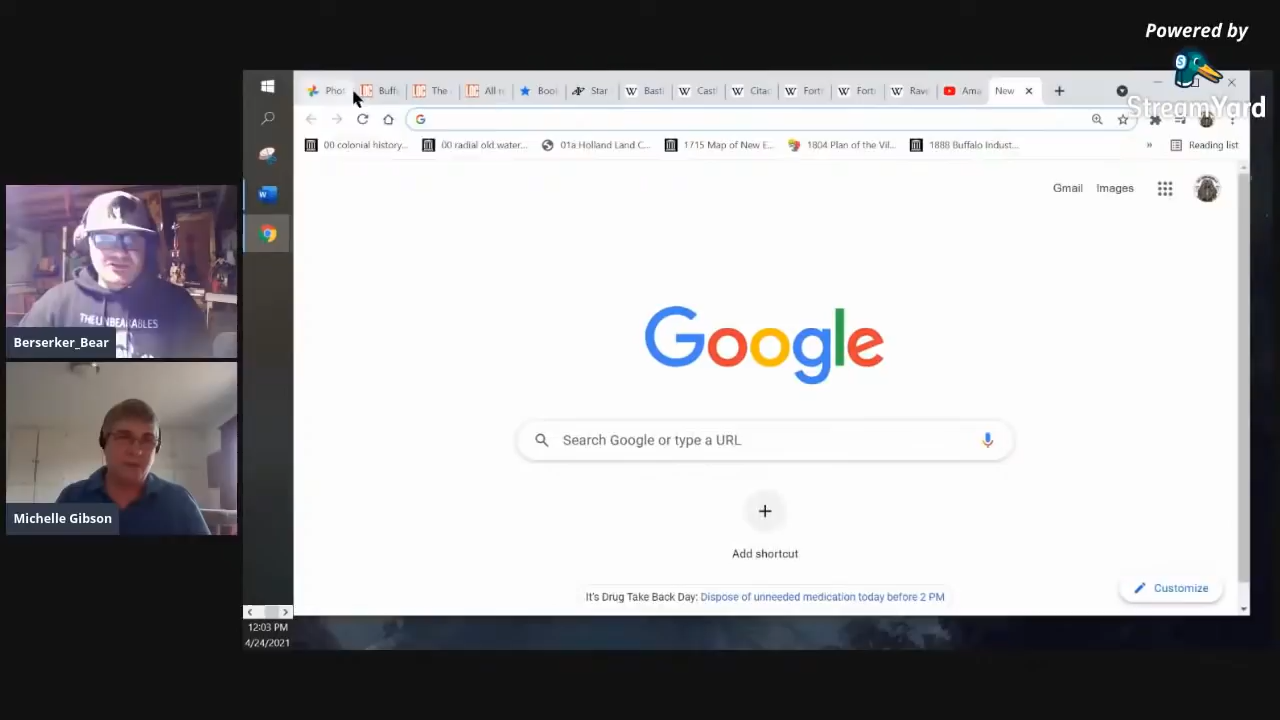 Powered by
StreamYard
Phot
Buff
The
All r
Boo
Star
Basti
Cast
Citac
Fort
Fort
Rave
Ama
New
00 colonial history...
00 radial old water...
01a Holland Land C...
1715 Map of New E...
1804 Plan of the Vil...
1888 Buffalo Indust...
»
Reading list
Gmail
Images
Google
Search Google or type a URL
Add shortcut
It's Drug Take Back Day: Dispose of unneeded medication today before 2 PM
Customize
THE UNBEARABLES
Berserker_Bear
Michelle Gibson
12:03 PM
4/24/2021